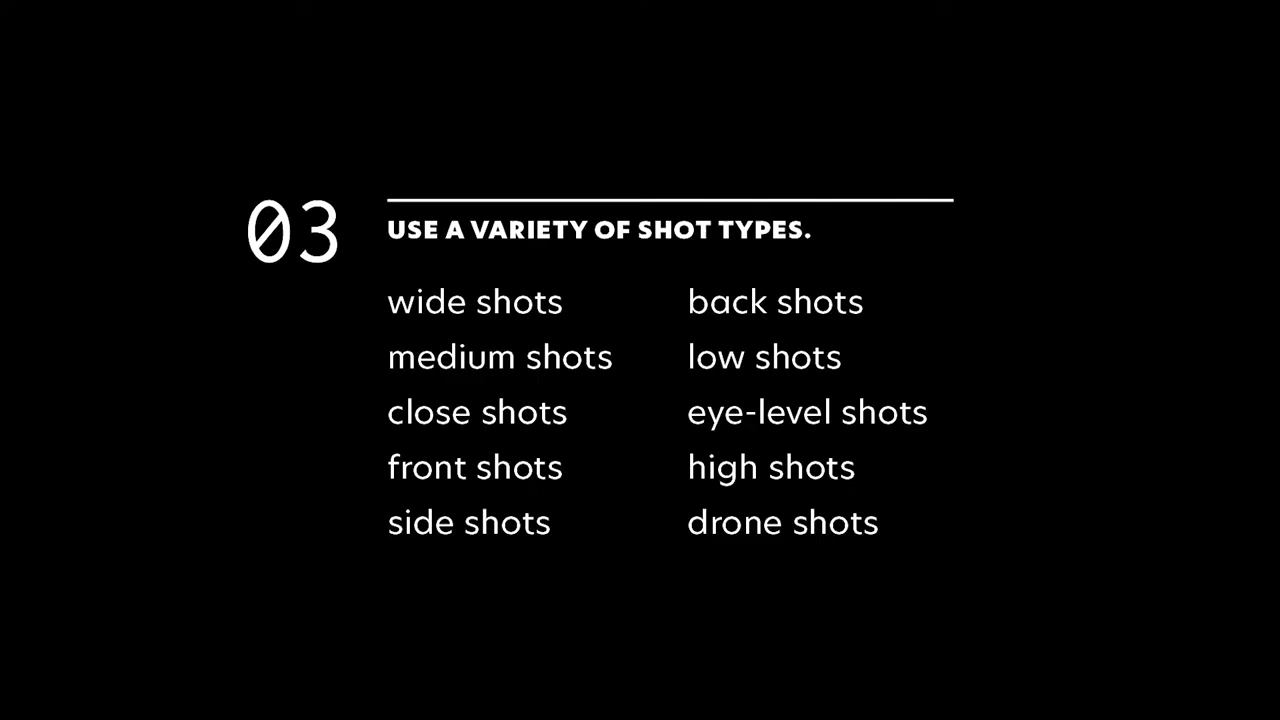 03
USE A VARIETY OF SHOT TYPES.
wide shots
medium shots
close shots
front shots
side shots
back shots
low shots
eye-level shots
high shots
drone shots